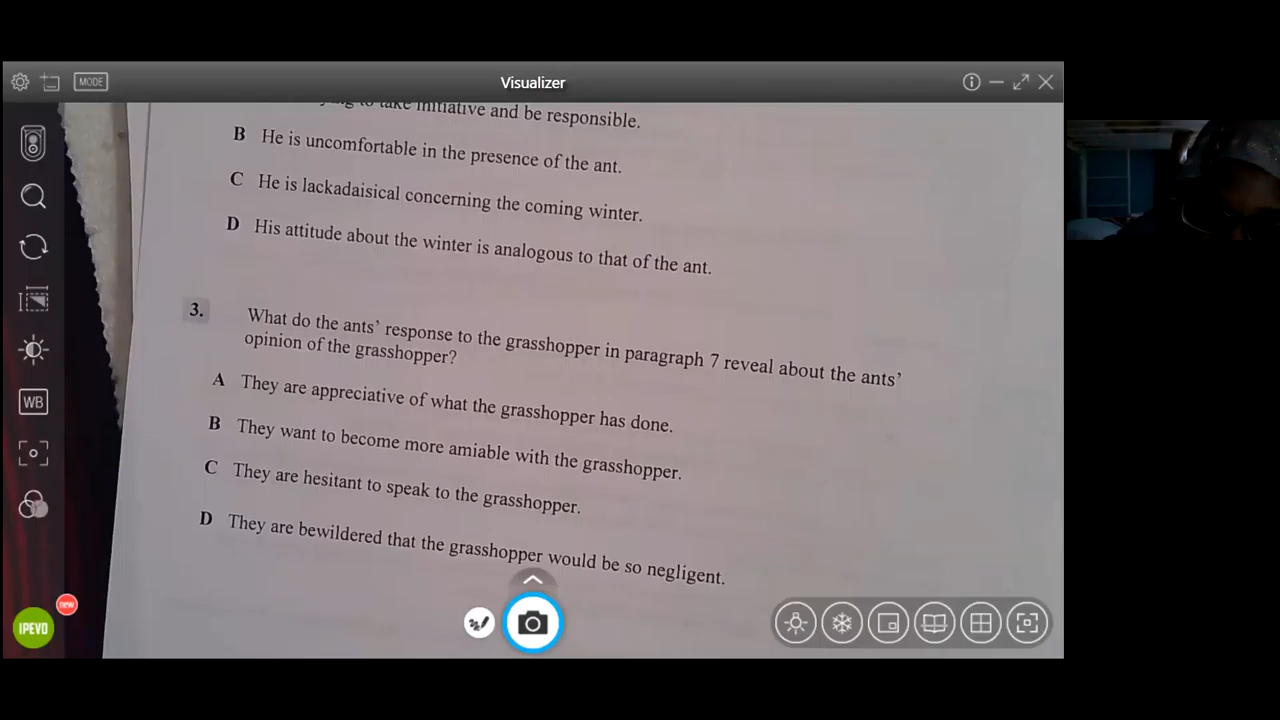 MODE
Visualizer
to take initiative and be responsible.
B He is uncomfortable in the presence of the ant.
C He is lackadaisical concerning the coming winter.
D His attitude about the winter is analogous to that of the ant.
3. What do the ants' response to the grasshopper in paragraph 7 reveal about the ants'
opinion of the grasshopper?
A They are appreciative of what the grasshopper has done.
B They want to become more amiable with the grasshopper.
C They are hesitant to speak to the grasshopper.
D They are bewildered that the grasshopper would be so negligent.
WB
new
IPEVO